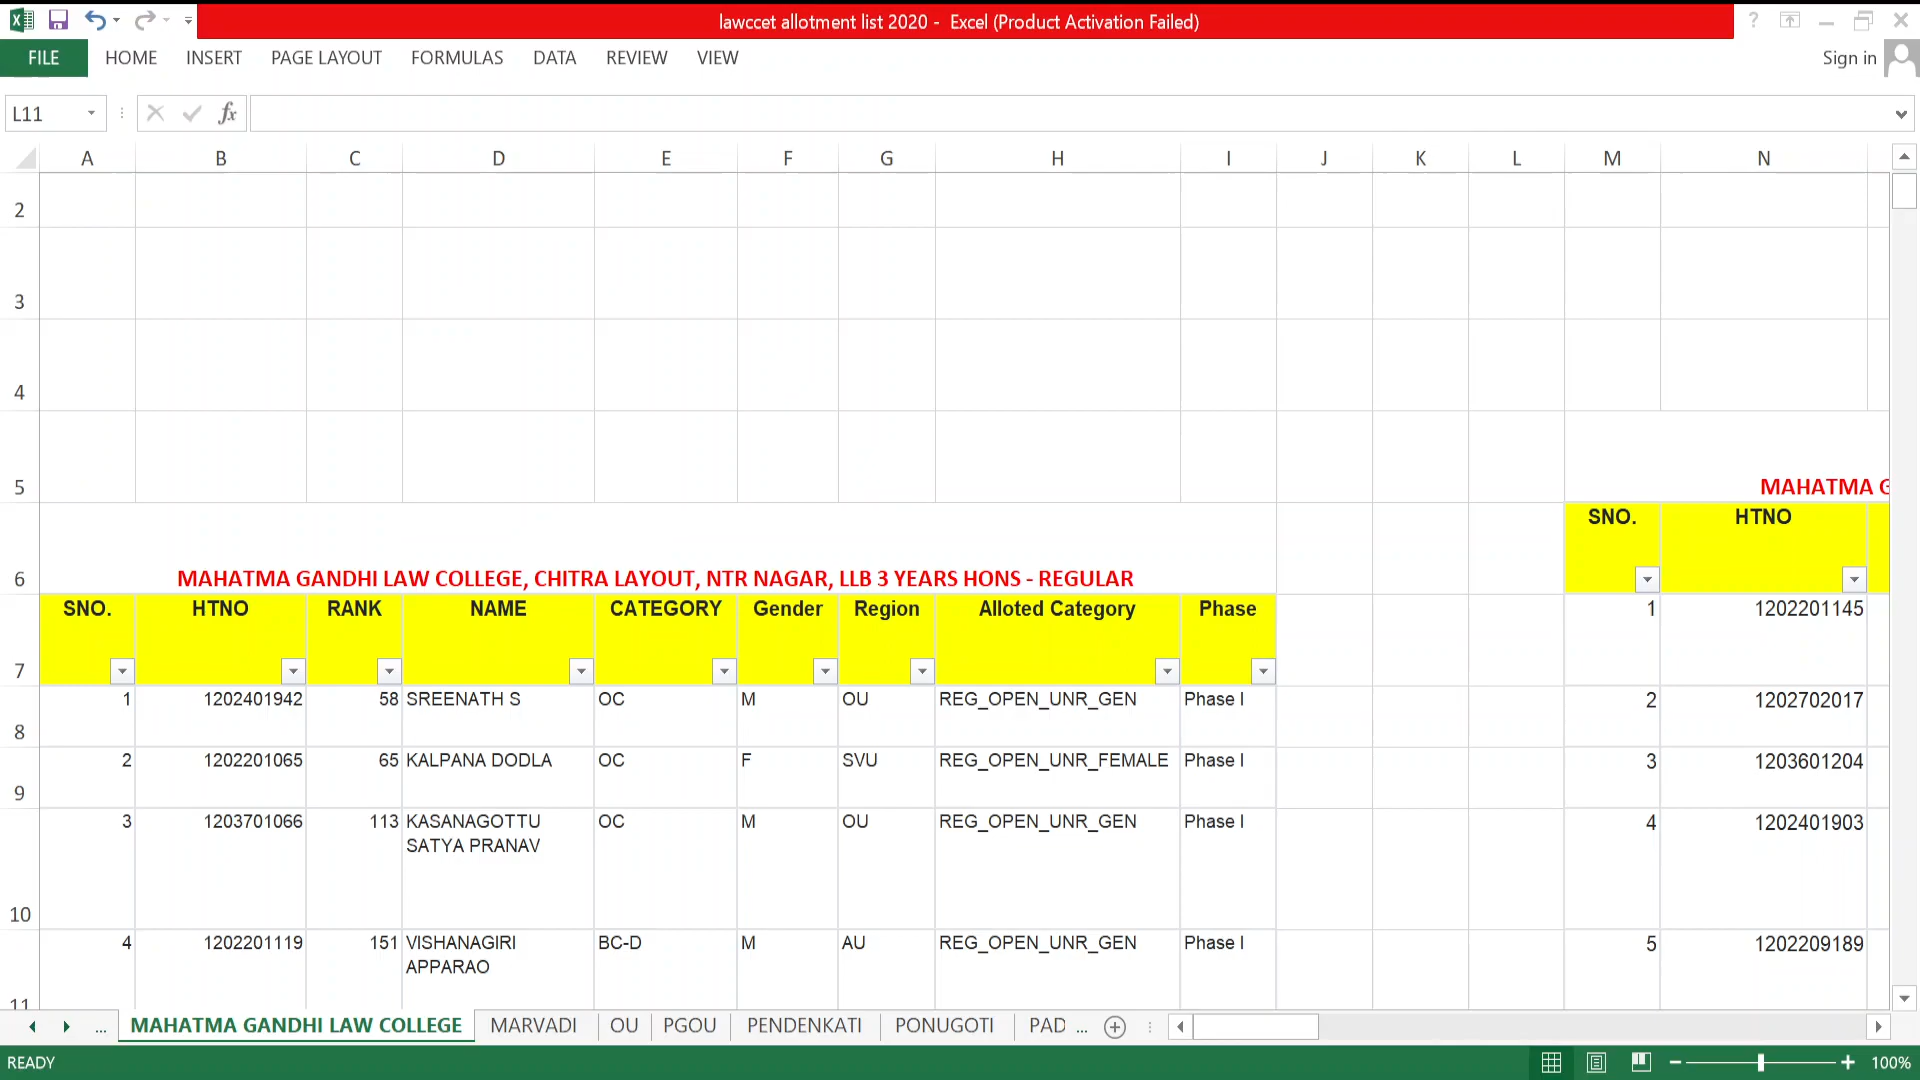 lawccet allotment list 2020 - Excel (Product Activation Failed)
FILE HOME INSERT PAGE LAYOUT FORMULAS DATA REVIEW VIEW Sign in
L11 fx
A B C D E F G H I J K L M N
2
3
4
5 MAHATMA G
SNO. HTNO
6 MAHATMA GANDHI LAW COLLEGE, CHITRA LAYOUT, NTR NAGAR, LLB 3 YEARS HONS - REGULAR
SNO. HTNO RANK NAME CATEGORY Gender Region Alloted Category Phase 1 1202201145
7
1 1202401942 58 SREENATH S OC M OU REG_OPEN_UNR_GEN Phase I 2 1202702017
8
2 1202201065 65 KALPANA DODLA OC F SVU REG_OPEN_UNR_FEMALE Phase I 3 1203601204
9
3 1203701066 113 KASANAGOTTU OC M OU REG_OPEN_UNR_GEN Phase I 4 1202401903
SATYA PRANAV
10
4 1202201119 151 VISHANAGIRI BC-D M AU REG_OPEN_UNR_GEN Phase I 5 1202209189
APPARAO
11
... MAHATMA GANDHI LAW COLLEGE MARVADI OU PGOU PENDENKATI PONUGOTI PAD ...
READY 100%